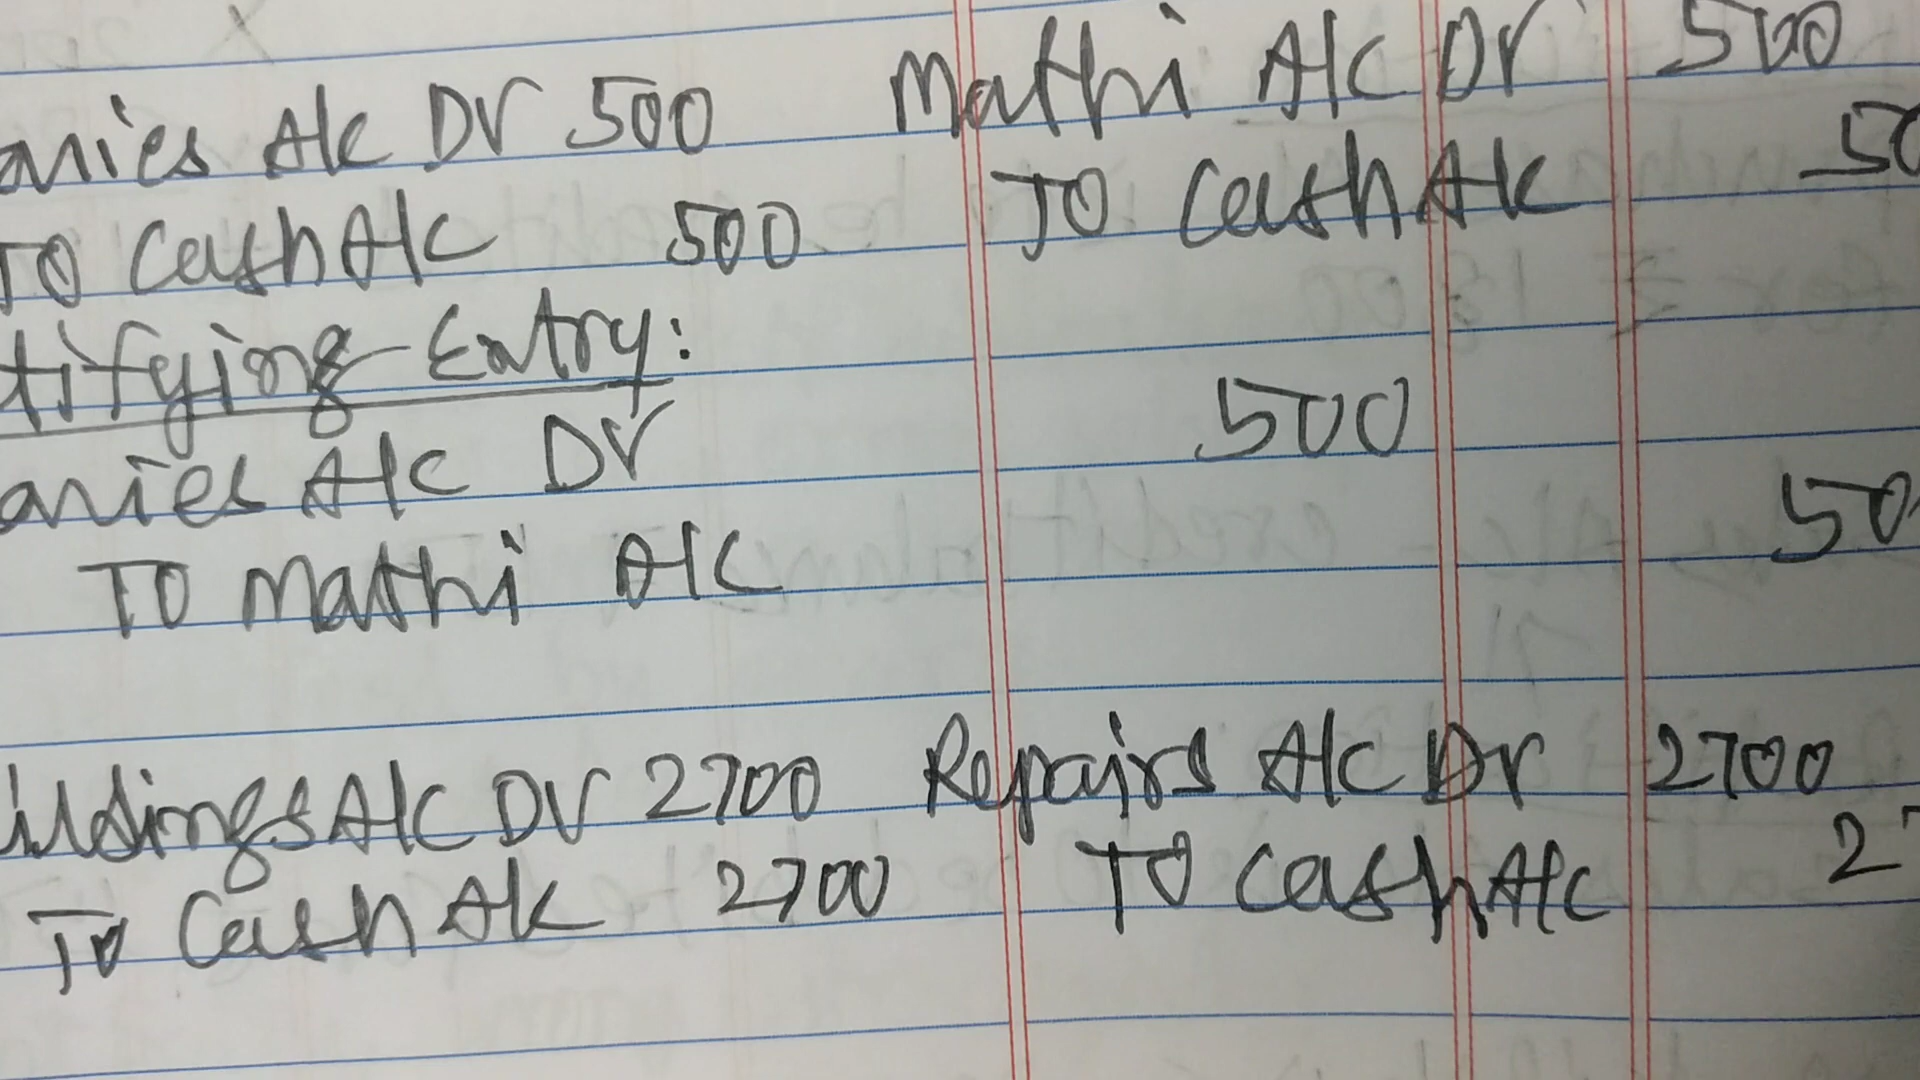 anies A/c Dr 500 Mathi A/c Dr 500
To Cash A/c 500 To Cash A/c 50
tifying Entry:
anies A/c Dr 500
To Mathi A/c 50
ildings A/c Dr 2700 Repairs A/c Dr 2700
To Cash A/c 2700 To Cash A/c 27